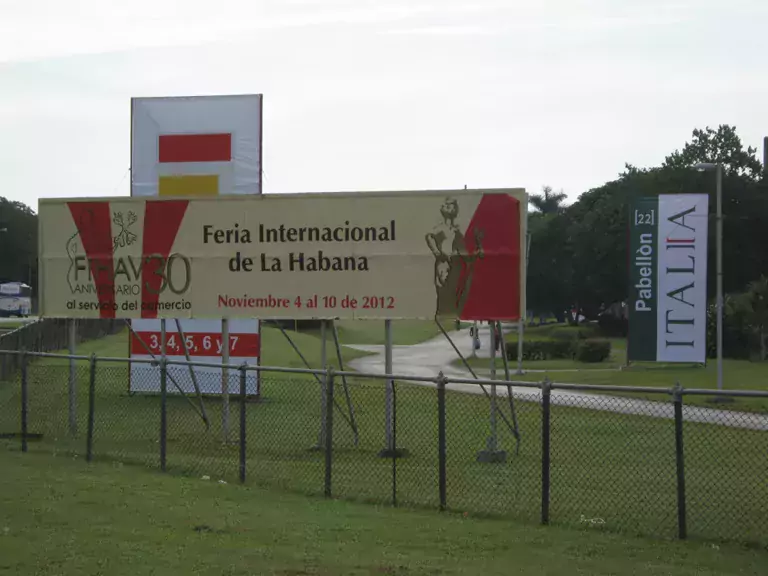 FIHAV 30
ANIVERSARIO
al servicio del comercio
Feria Internacional
de La Habana
Noviembre 4 al 10 de 2012
3, 4, 5, 6 y 7
[22]
Pabellòn
ITALIA